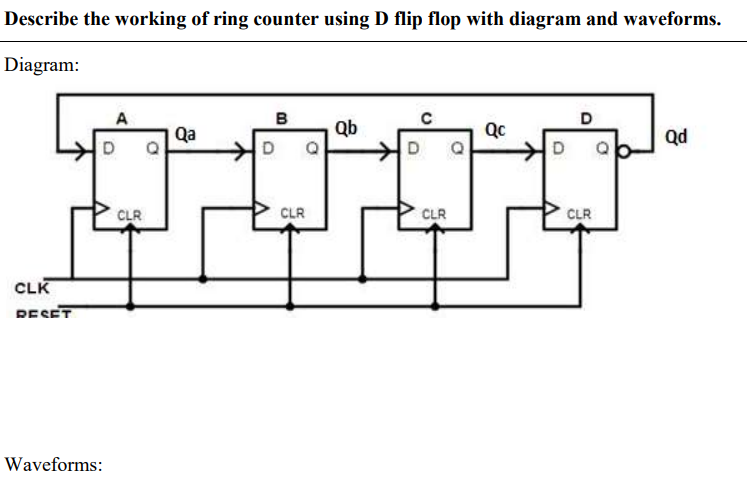 Describe the working of ring counter using D flip flop with diagram and waveforms.
Diagram:
A B C D
Qa Qb Qc Qd
D Q D Q D Q D Q
CLR CLR CLR CLR
CLK
RESET
Waveforms: